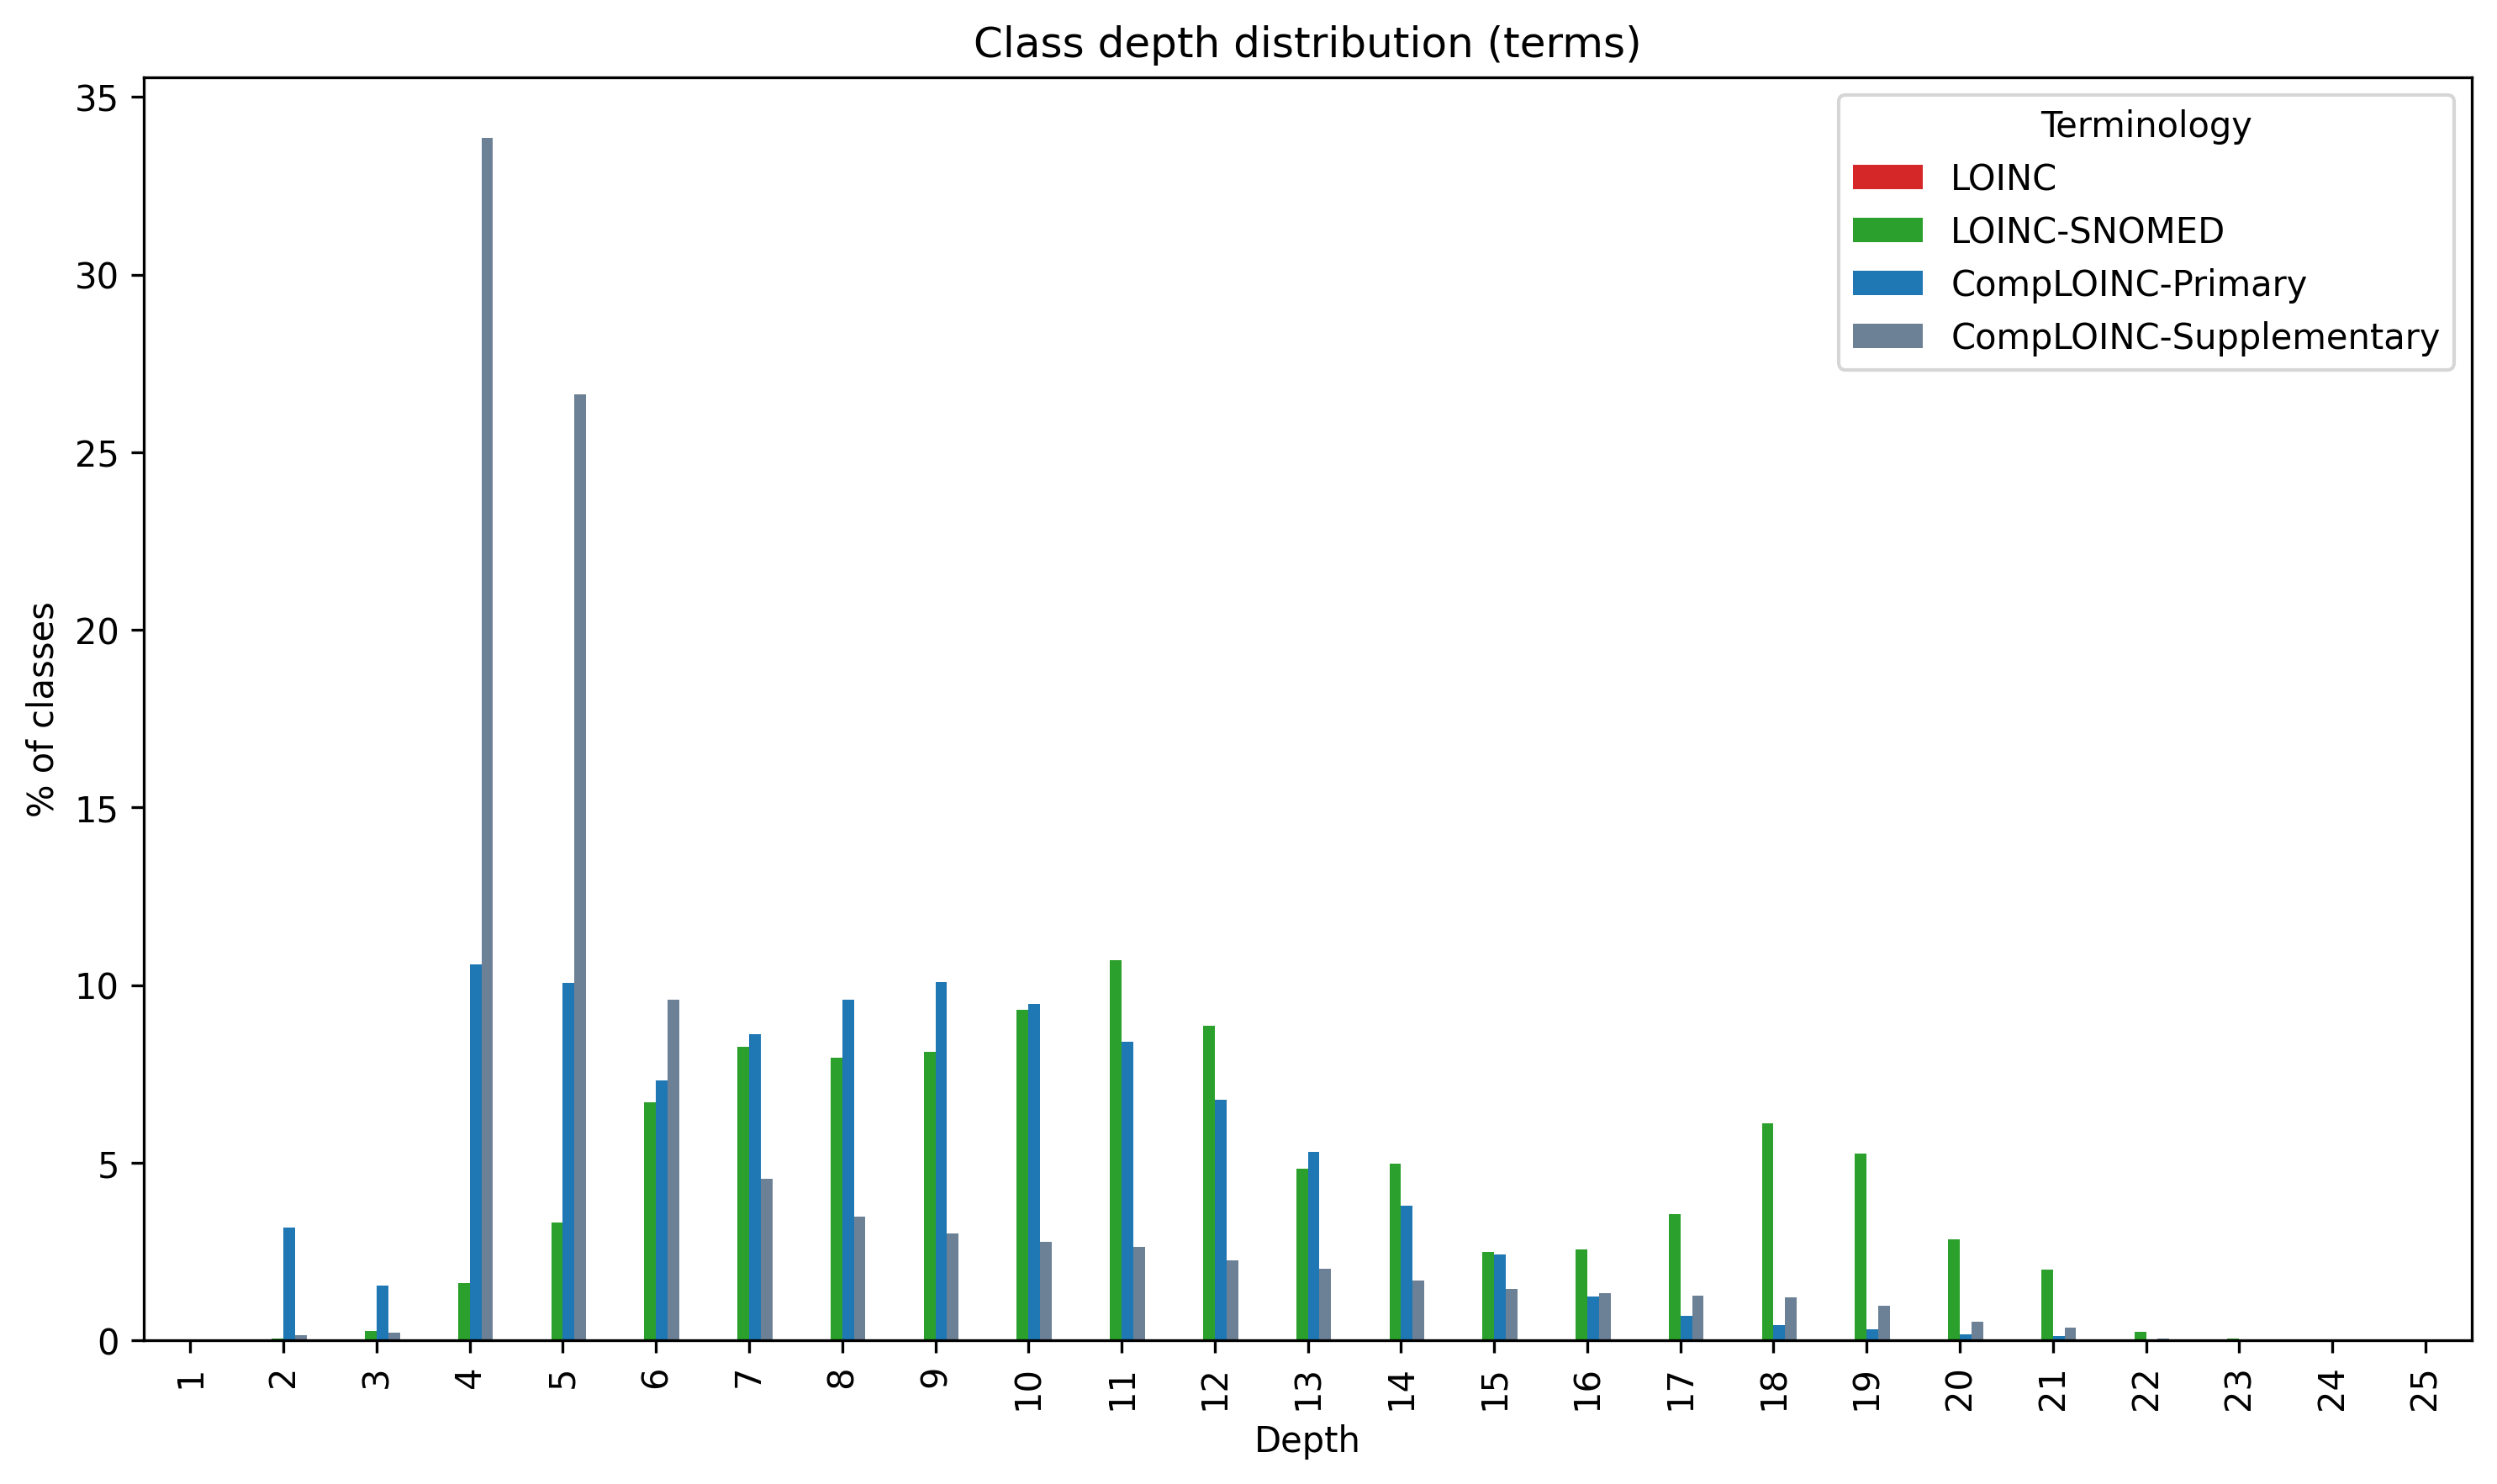 Class depth distribution (terms)
35
30
25
20
15
10
5
0
% of classes
Terminology
LOINC
LOINC-SNOMED
CompLOINC-Primary
CompLOINC-Supplementary
1 2 3 4 5 6 7 8 9 10 11 12 13 14 15 16 17 18 19 20 21 22 23 24 25
Depth